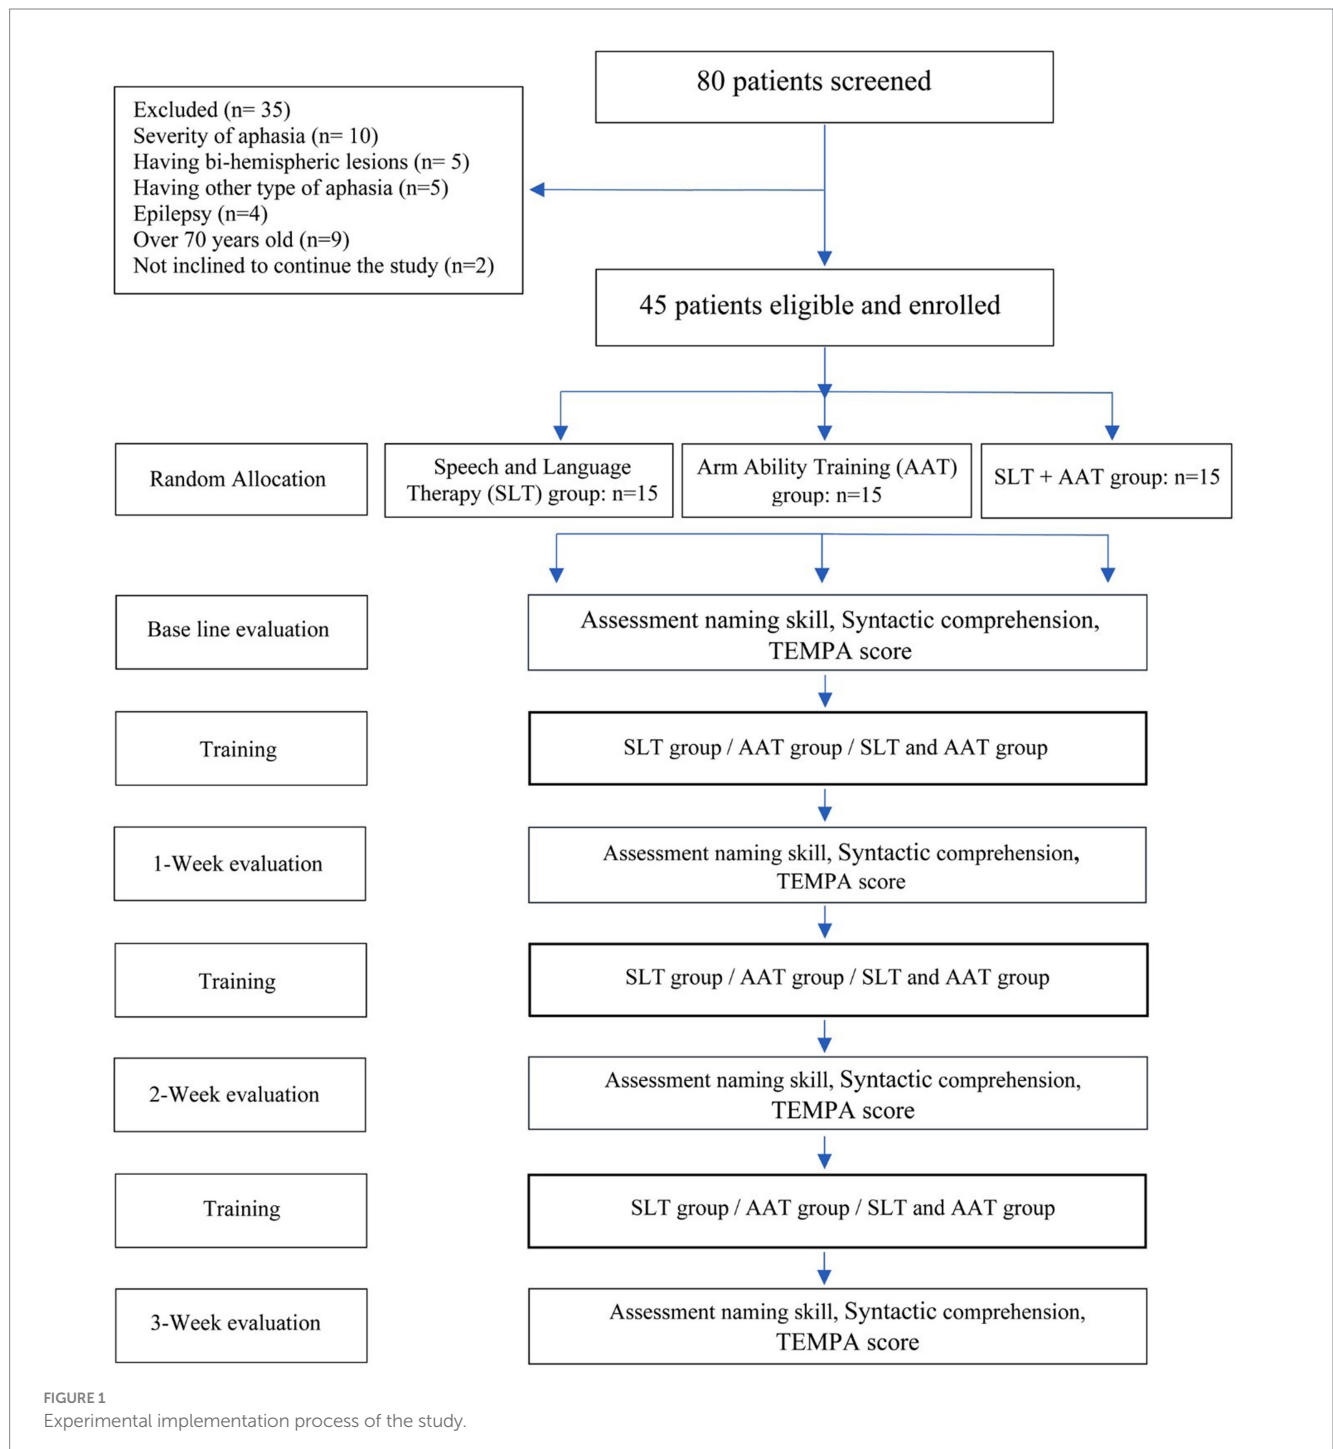 80 patients screened
Excluded (n= 35)
Severity of aphasia (n= 10)
Having bi-hemispheric lesions (n= 5)
Having other type of aphasia (n=5)
Epilepsy (n=4)
Over 70 years old (n=9)
Not inclined to continue the study (n=2)
45 patients eligible and enrolled
Random Allocation
Speech and Language
Therapy (SLT) group: n=15
Arm Ability Training (AAT)
group: n=15
SLT + AAT group: n=15
Base line evaluation
Assessment naming skill, Syntactic comprehension,
TEMPA score
Training
SLT group / AAT group / SLT and AAT group
1-Week evaluation
Assessment naming skill, Syntactic comprehension,
TEMPA score
Training
SLT group / AAT group / SLT and AAT group
2-Week evaluation
Assessment naming skill, Syntactic comprehension,
TEMPA score
Training
SLT group / AAT group / SLT and AAT group
3-Week evaluation
Assessment naming skill, Syntactic comprehension,
TEMPA score
FIGURE 1
Experimental implementation process of the study.